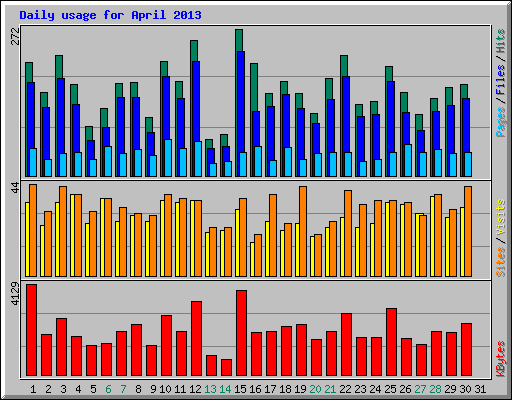 Daily usage for April 2013
272
Pages / Files / Hits
44
Sites / Visits
4129
KBytes
1 2 3 4 5 6 7 8 9 10 11 12 13 14 15 16 17 18 19 20 21 22 23 24 25 26 27 28 29 30 31